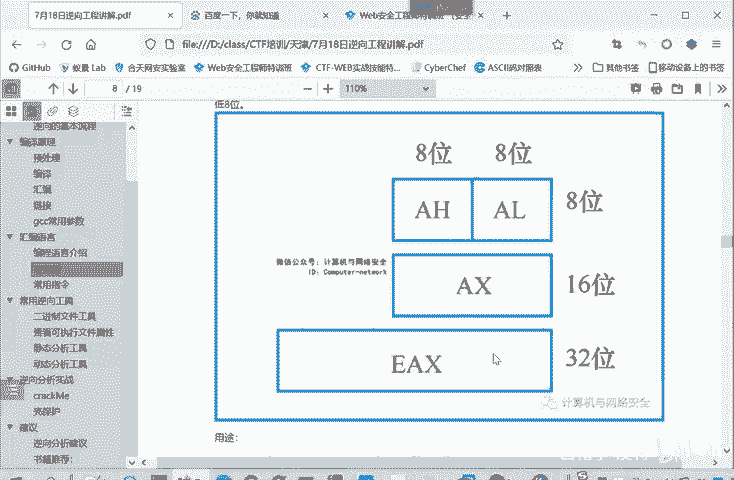 7月18日逆向工程讲解.pdf
百度一下，你就知道
file:///D:/class/CTF培训/天津/7月18日逆向工程讲解.pdf
GitHub
蚁景 Lab
合天网安实验室
Web安全工程师特训班
CTF-WEB实战技能特...
CyberChef
ASCII码对照表
其他书签
移动设备上的书签
8 / 19
110%
逆向的基本流程
编译原理
预处理
编译
汇编
链接
gcc常用参数
汇编语言
编程语言介绍
常用指令
常用逆向工具
二进制文件工具
查看可执行文件属性
静态分析工具
动态分析工具
逆向分析实战
crackMe
壳保护
建议
逆向分析建议
书籍推荐：
低8位。
8位 8位
AH AL 8位
微信公众号：计算机与网络安全
ID：Computer-network
AX 16位
EAX 32位
计算机与网络安全
用途：